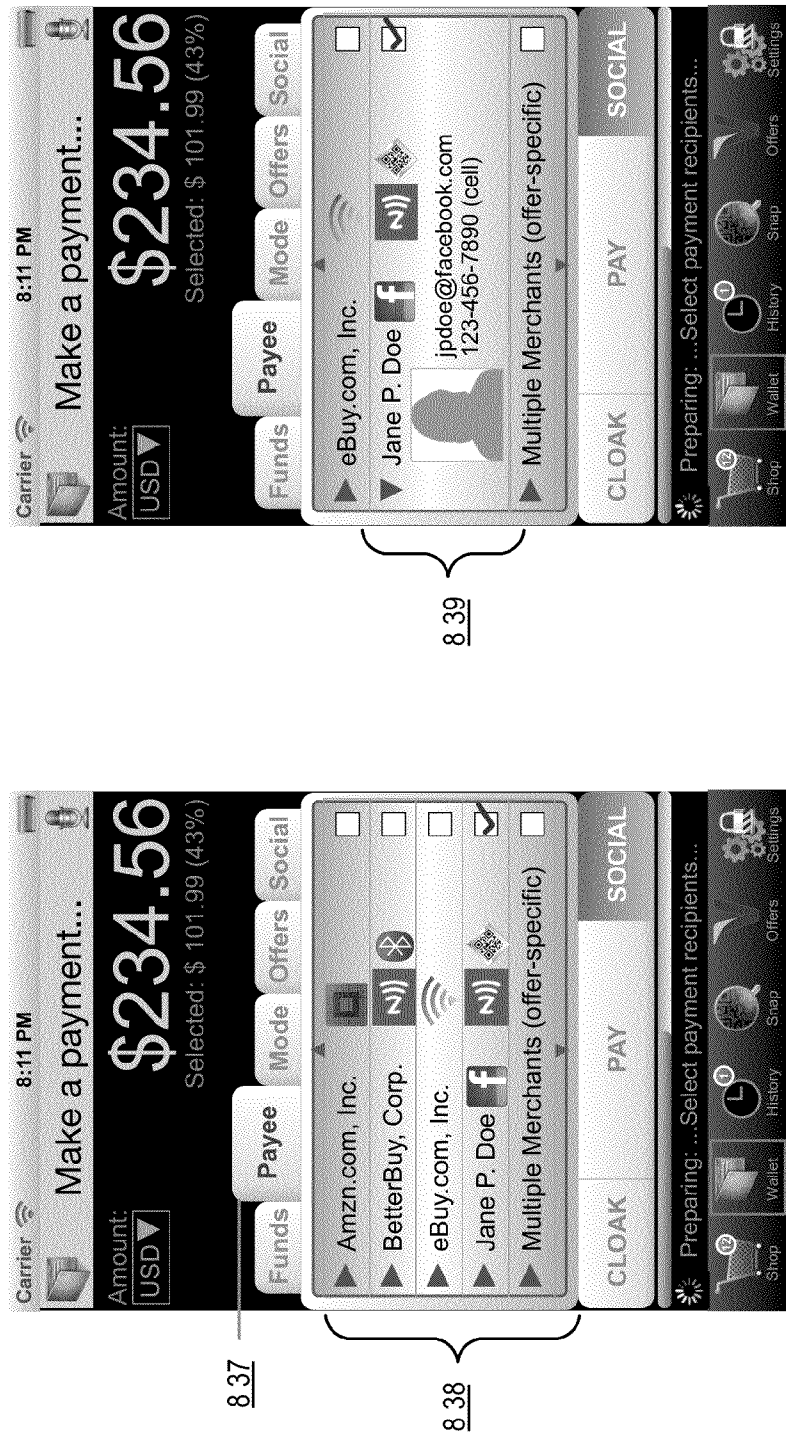 Carrier 8:11 PM
Make a payment...
Amount:
USD▼ $234.56
Selected: $ 101.99 (43%)
Funds Payee Mode Offers Social
Amzn.com, Inc.
BetterBuy, Corp.
eBuy.com, Inc.
Jane P. Doe f
Multiple Merchants (offer-specific)
CLOAK PAY SOCIAL
Preparing: ...Select payment recipients...
12 1
Shop Wallet History Snap Offers Settings
8 37
8 38
Carrier 8:11 PM
Make a payment...
Amount:
USD▼ $234.56
Selected: $ 101.99 (43%)
Funds Payee Mode Offers Social
eBuy.com, Inc.
Jane P. Doe f
jpdoe@facebook.com
123-456-7890 (cell)
Multiple Merchants (offer-specific)
CLOAK PAY SOCIAL
Preparing: ...Select payment recipients...
12 1
Shop Wallet History Snap Offers Settings
8 39